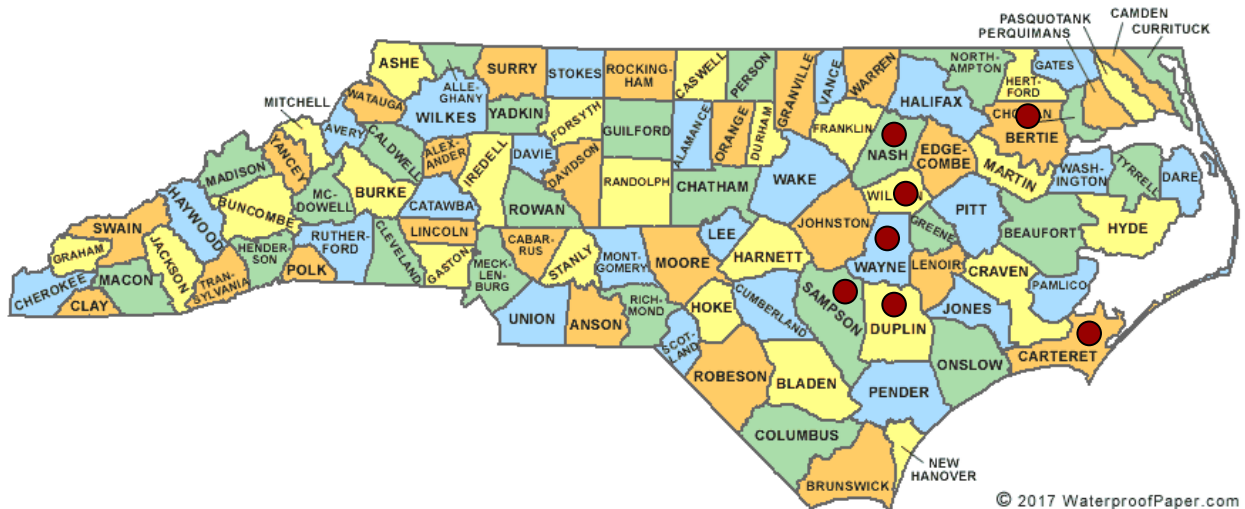 PASQUOTANK
PERQUIMANS
CAMDEN
CURRITUCK
ASHE
ALLE-
GHANY
SURRY
STOKES
ROCKING-
HAM
CASWELL
PERSON
GRANVILLE
VANCE
WARREN
NORTH-
AMPTON
HERT-
FORD
GATES
MITCHELL
WATAUGA
WILKES
YADKIN
FORSYTH
GUILFORD
ALAMANCE
ORANGE
DURHAM
FRANKLIN
HALIFAX
NASH
EDGE-
COMBE
BERTIE
AVERY
YANCEY
CALDWELL
ALEX-
ANDER
IREDELL
DAVIE
DAVIDSON
RANDOLPH
CHATHAM
WAKE
MARTIN
WASH-
INGTON
TYRRELL
DARE
MADISON
HAYWOOD
BUNCOMBE
MC-
DOWELL
BURKE
CATAWBA
ROWAN
JOHNSTON
PITT
BEAUFORT
HYDE
SWAIN
GRAHAM
CHEROKEE
CLAY
MACON
JACKSON
TRAN-
SYLVANIA
HENDER-
SON
POLK
RUTHER-
FORD
CLEVELAND
LINCOLN
GASTON
MECK-
LEN-
BURG
CABAR-
RUS
STANLY
MONT-
GOMERY
MOORE
LEE
HARNETT
WAYNE
GREENE
LENOIR
CRAVEN
PAMLICO
UNION
ANSON
RICH-
MOND
HOKE
CUMBERLAND
SAMPSON
DUPLIN
JONES
CARTERET
SCOT-
LAND
ROBESON
BLADEN
PENDER
ONSLOW
COLUMBUS
BRUNSWICK
NEW
HANOVER
© 2017 WaterproofPaper.com